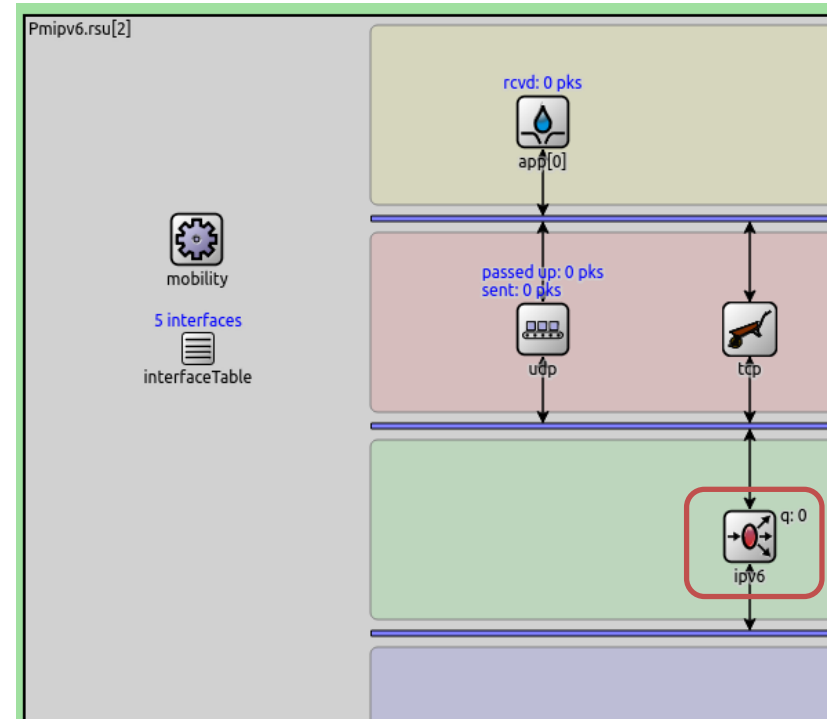 Pmipv6.rsu[2]
rcvd: 0 pks
app[0]
mobility
5 interfaces
interfaceTable
passed up: 0 pks
sent: 0 pks
udp
tcp
q: 0
ipv6